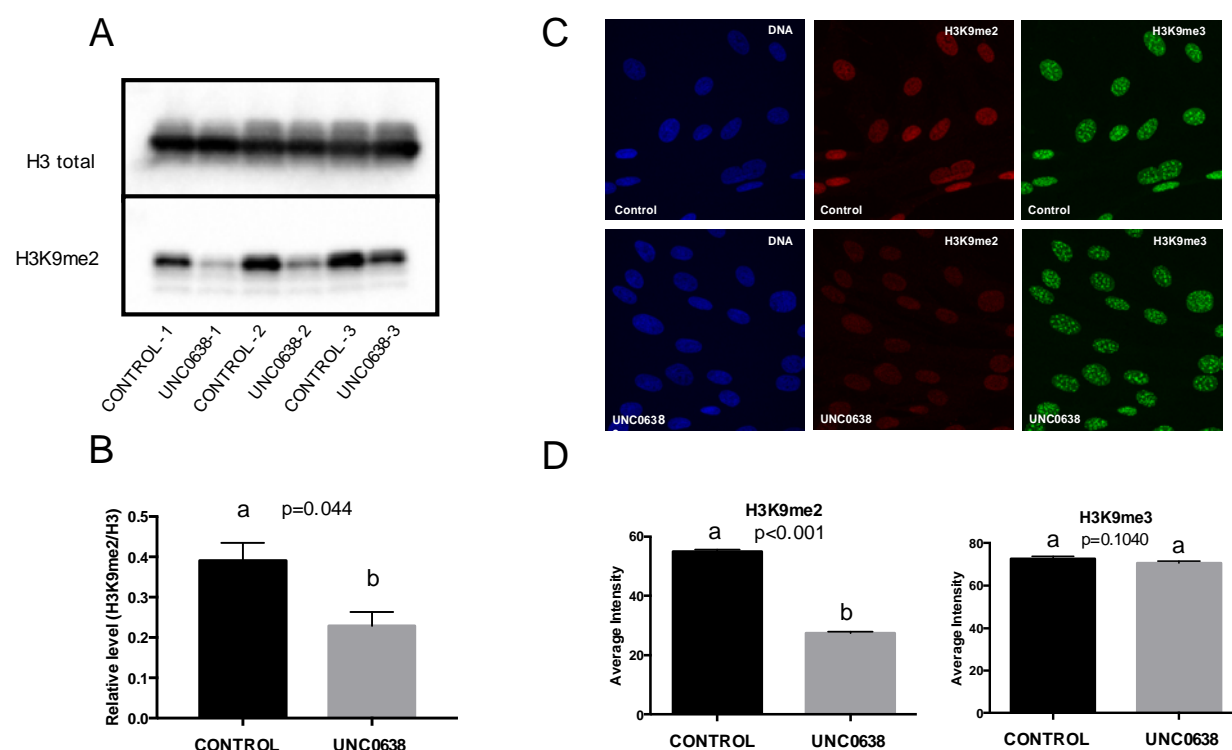 A
H3 total
H3K9me2
CONTROL-1
UNC0638-1
CONTROL-2
UNC0638-2
CONTROL-3
UNC0638-3
B
Relative level (H3K9me2/H3)
0.5
0.4
0.3
0.2
0.1
0.0
a
p=0.044
b
CONTROL
UNC0638
C
DNA
Control
H3K9me2
Control
H3K9me3
Control
DNA
UNC0638
H3K9me2
UNC0638
H3K9me3
UNC0638
D
H3K9me2
p<0.001
Average Intensity
60
40
20
0
a
b
CONTROL
UNC0638
H3K9me3
p=0.1040
Average Intensity
80
60
40
20
0
a
a
CONTROL
UNC0638